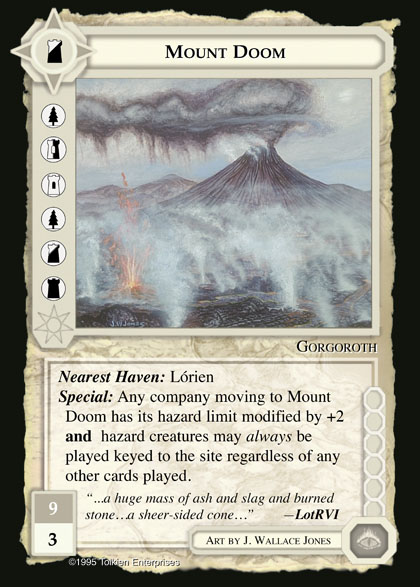 Mount Doom
J.W.Jones
Gorgoroth
Nearest Haven: Lórien
Special: Any company moving to Mount
Doom has its hazard limit modified by +2
and hazard creatures may always be
played keyed to the site regardless of any
other cards played.
“...a huge mass of ash and slag and burned
stone...a sheer-sided cone...” —LotRVI
9
3
Art by J. Wallace Jones
©1995 Tolkien Enterprises